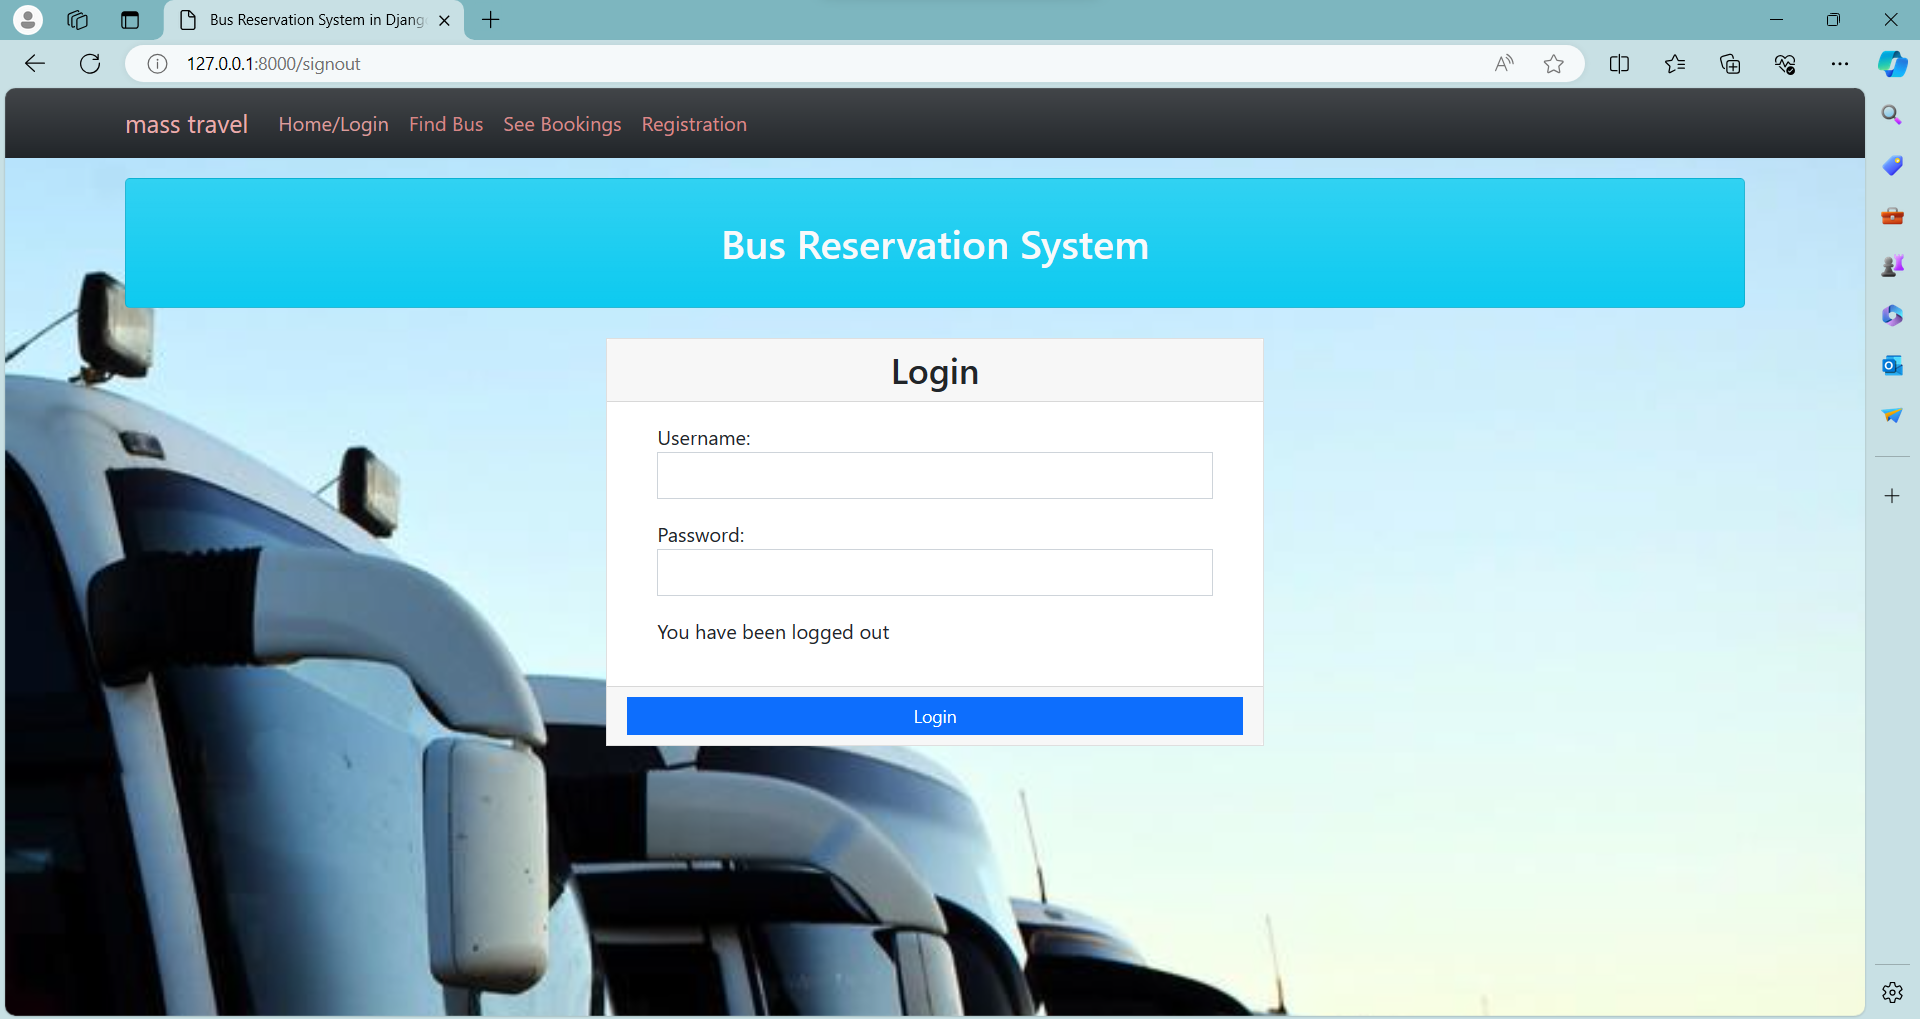 Bus Reservation System in Djang
127.0.0.1:8000/signout
mass travel Home/Login Find Bus See Bookings Registration
Bus Reservation System
Login
Username:
Password:
You have been logged out
Login